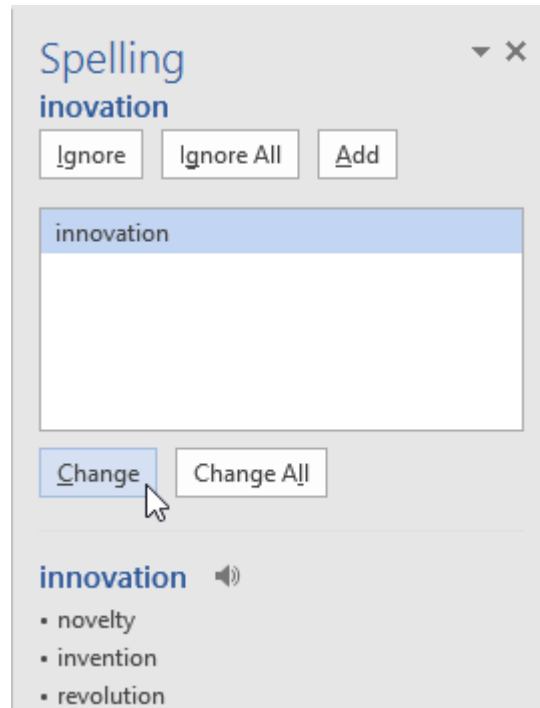 Spelling
inovation
Ignore Ignore All Add
innovation
Change Change All
innovation
• novelty
• invention
• revolution